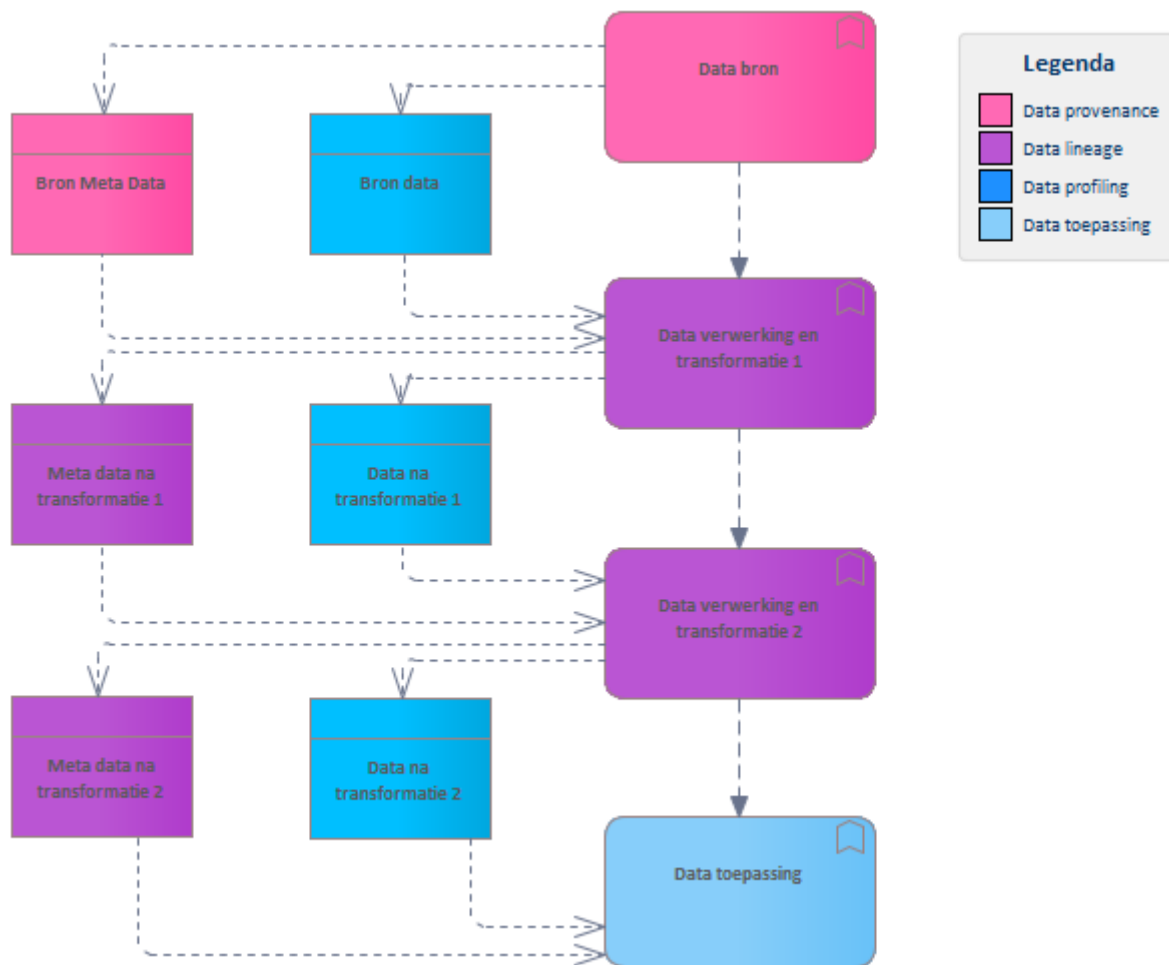 Data bron
Legenda
Data provenance
Data lineage
Data profiling
Data toepassing
Bron Meta Data
Bron data
Data verwerking en
transformatie 1
Meta data na
transformatie 1
Data na
transformatie 1
Data verwerking en
transformatie 2
Meta data na
transformatie 2
Data na
transformatie 2
Data toepassing